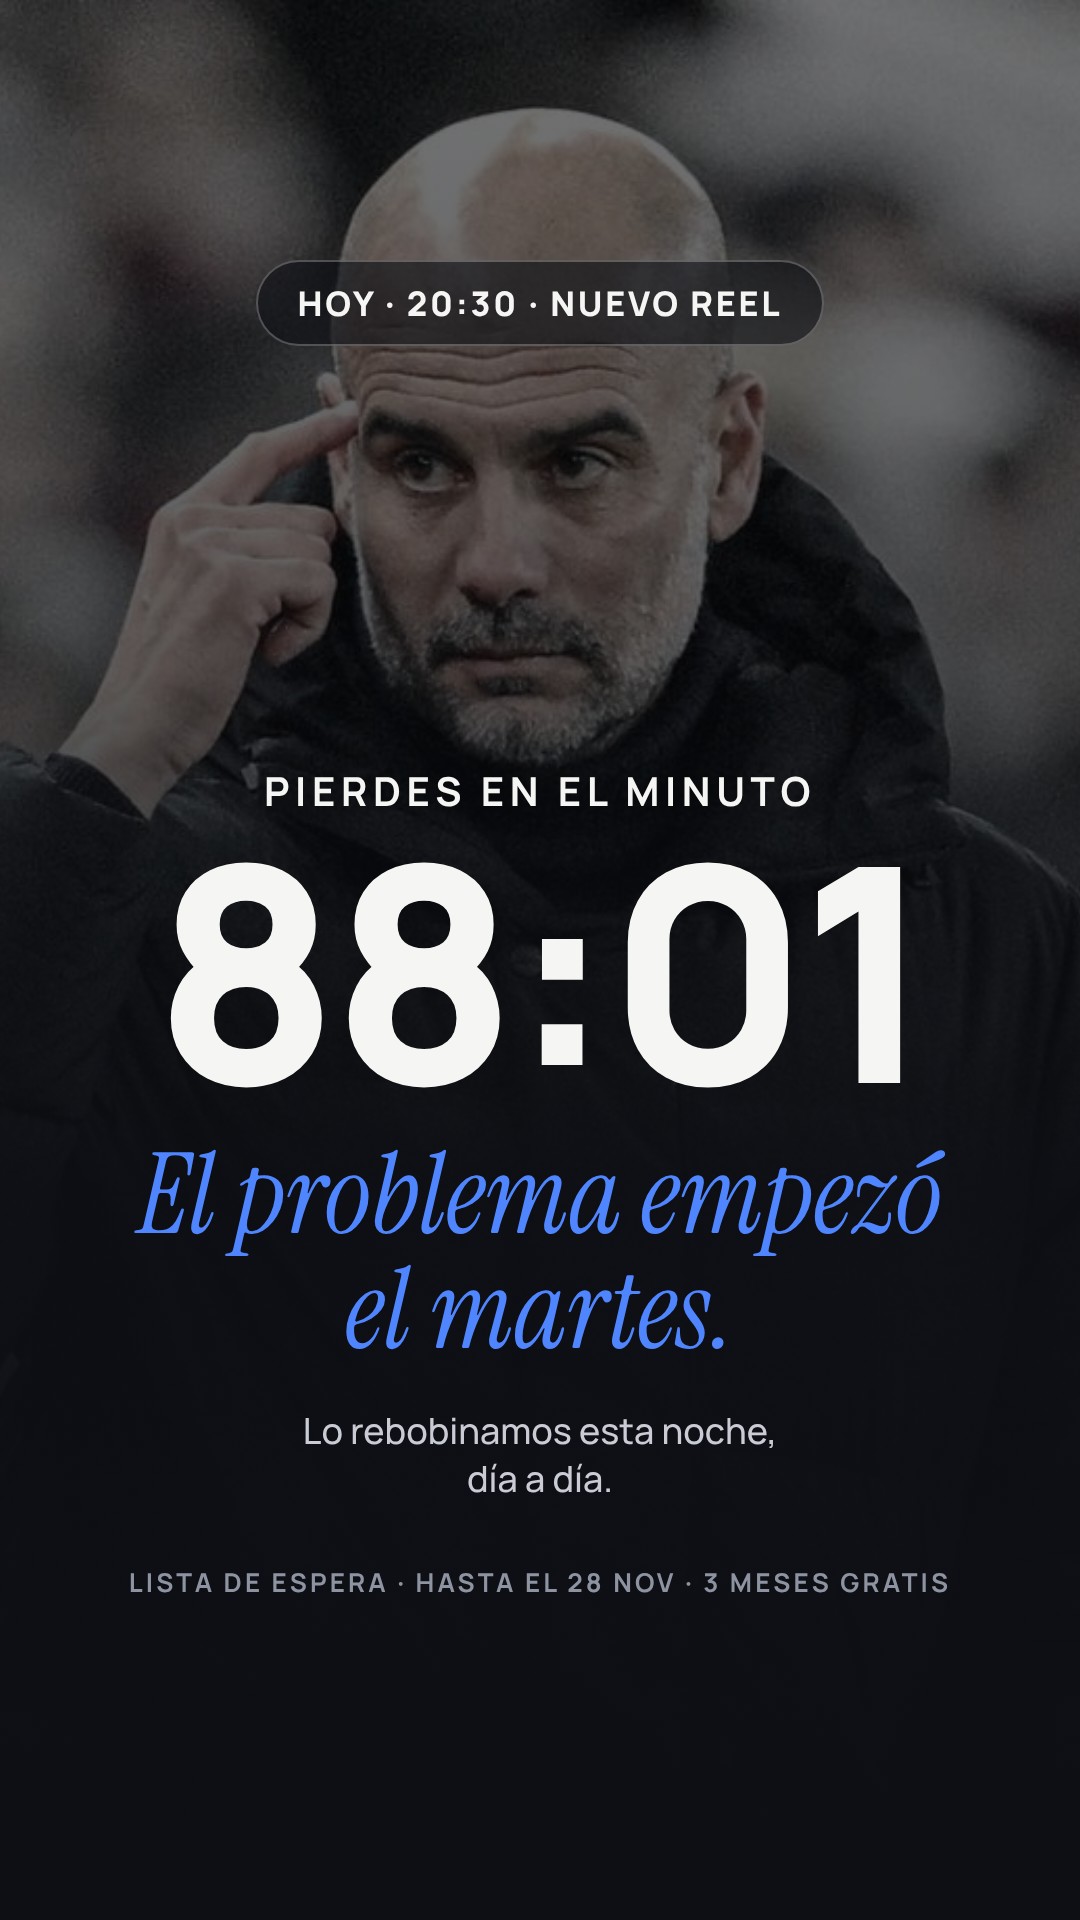 HOY · 20:30 · NUEVO REEL
PIERDES EN EL MINUTO
88:01
El problema empezó
el martes.
Lo rebobinamos esta noche,
día a día.
LISTA DE ESPERA · HASTA EL 28 NOV · 3 MESES GRATIS